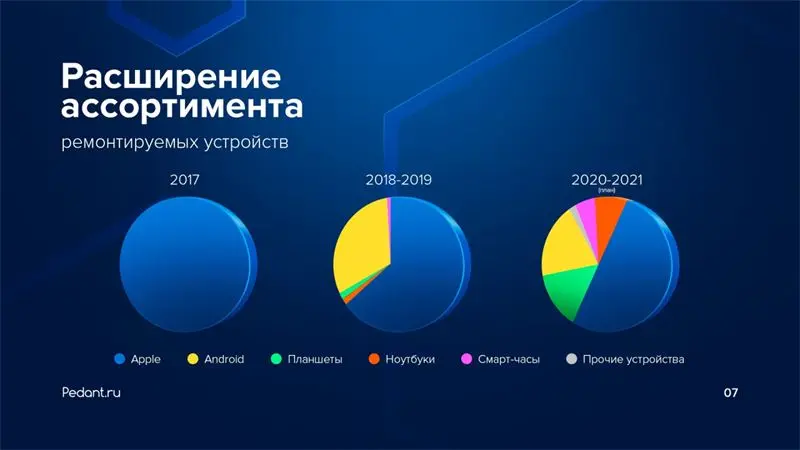 Расширение
ассортимента
ремонтируемых устройств
2017
2018-2019
2020-2021
(план)
Apple
Android
Планшеты
Ноутбуки
Смарт-часы
Прочие устройства
Pedant.ru
07